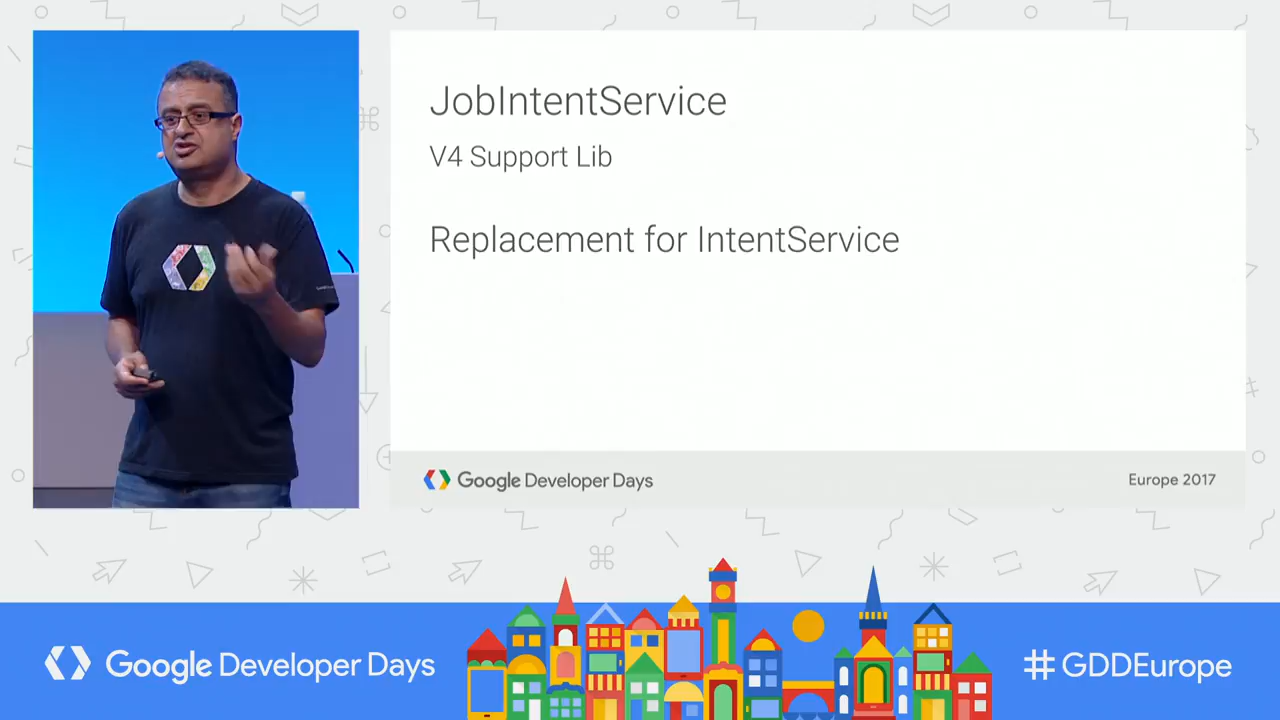 JobIntentService
V4 Support Lib
Replacement for IntentService
Google Developer Days
Europe 2017
Google Developer Days
#GDDEurope